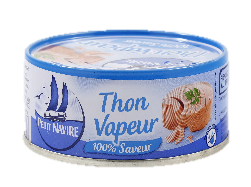 Thon
Vapeur
100% Saveur
PETIT NAVIRE